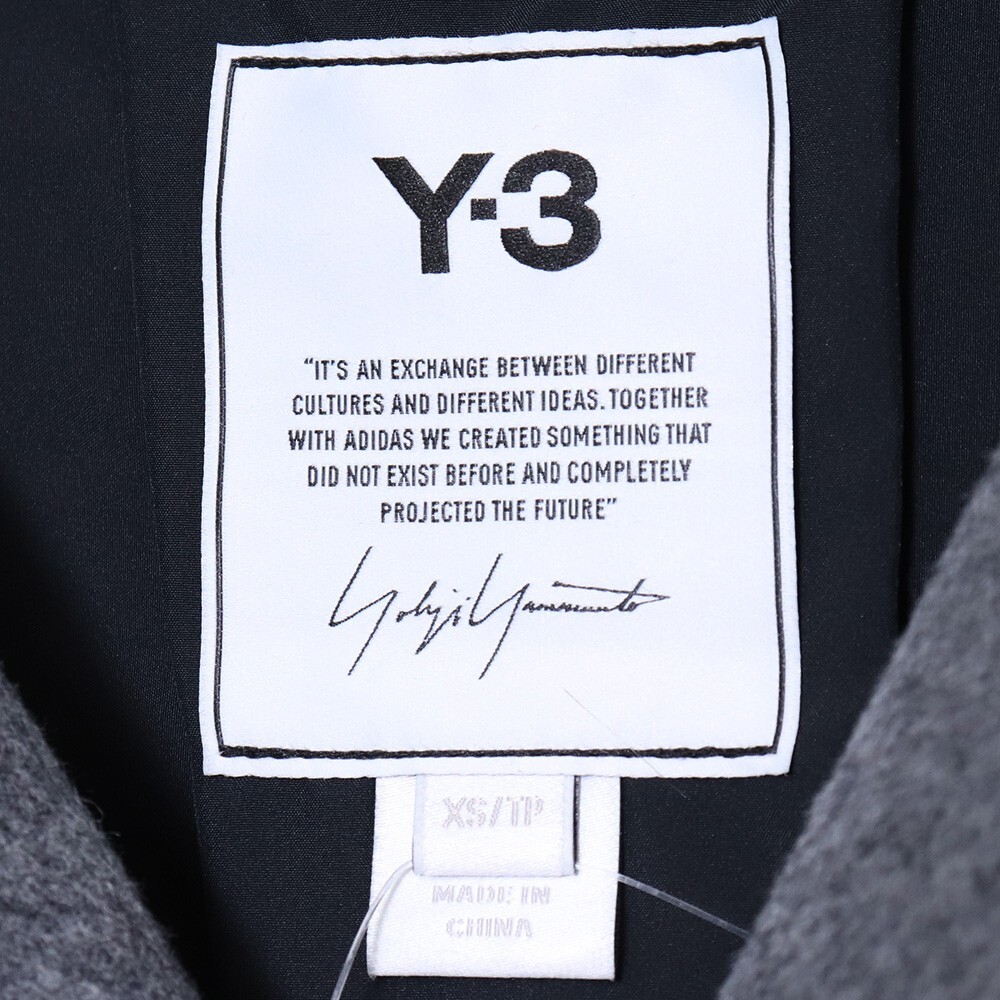 Y-3
“IT’S AN EXCHANGE BETWEEN DIFFERENT
CULTURES AND DIFFERENT IDEAS. TOGETHER
WITH ADIDAS WE CREATED SOMETHING THAT
DID NOT EXIST BEFORE AND COMPLETELY
PROJECTED THE FUTURE”
Yohji Yamamoto
XS/TP
MADE IN
CHINA